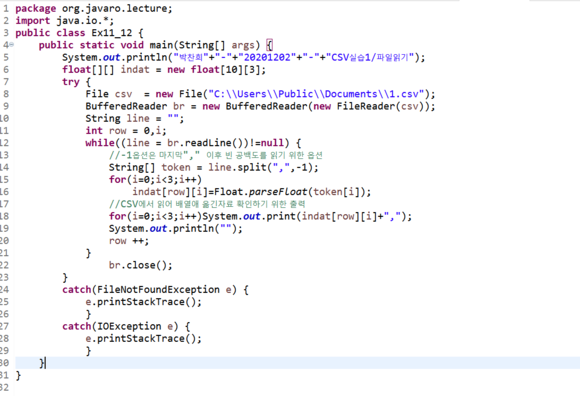 1 package org.javaro.lecture;
2 import java.io.*;
3 public class Ex11_12 {
4 public static void main(String[] args) {
5 System.out.println("박찬희"+"-"+"20201202"+"-"+"CSV실습1/파일읽기");
6 float[][] indat = new float[10][3];
7 try {
8 File csv = new File("C:\\Users\\Public\\Documents\\1.csv");
9 BufferedReader br = new BufferedReader(new FileReader(csv));
10 String line = "";
11 int row = 0,i;
12 while((line = br.readLine())!=null) {
13 //-1옵션은 마지막"," 이후 빈 공백도를 읽기 위한 옵션
14 String[] token = line.split(",",-1);
15 for(i=0;i<3;i++)
16 indat[row][i]=Float.parseFloat(token[i]);
17 //CSV에서 읽어 배열애 옮긴자료 확인하기 위한 출력
18 for(i=0;i<3;i++)System.out.print(indat[row][i]+",");
19 System.out.println("");
20 row ++;
21 }
22 br.close();
23 }
24 catch(FileNotFoundException e) {
25 e.printStackTrace();
26 }
27 catch(IOException e) {
28 e.printStackTrace();
29 }
30 }
31 }
32